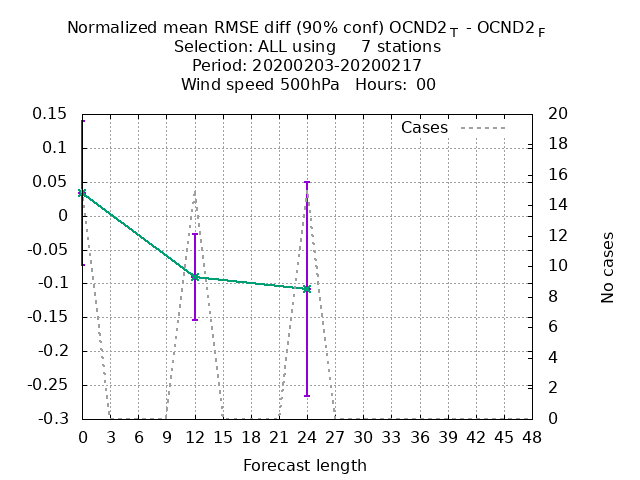 Normalized mean RMSE diff (90% conf) OCND2 T - OCND2 F
Selection: ALL using 7 stations
Period: 20200203-20200217
Wind speed 500hPa Hours: 00
Cases
0.15
0.1
0.05
0
-0.05
-0.1
-0.15
-0.2
-0.25
-0.3
20
18
16
14
12
10
8
6
4
2
0
No cases
0 3 6 9 12 15 18 21 24 27 30 33 36 39 42 45 48
Forecast length